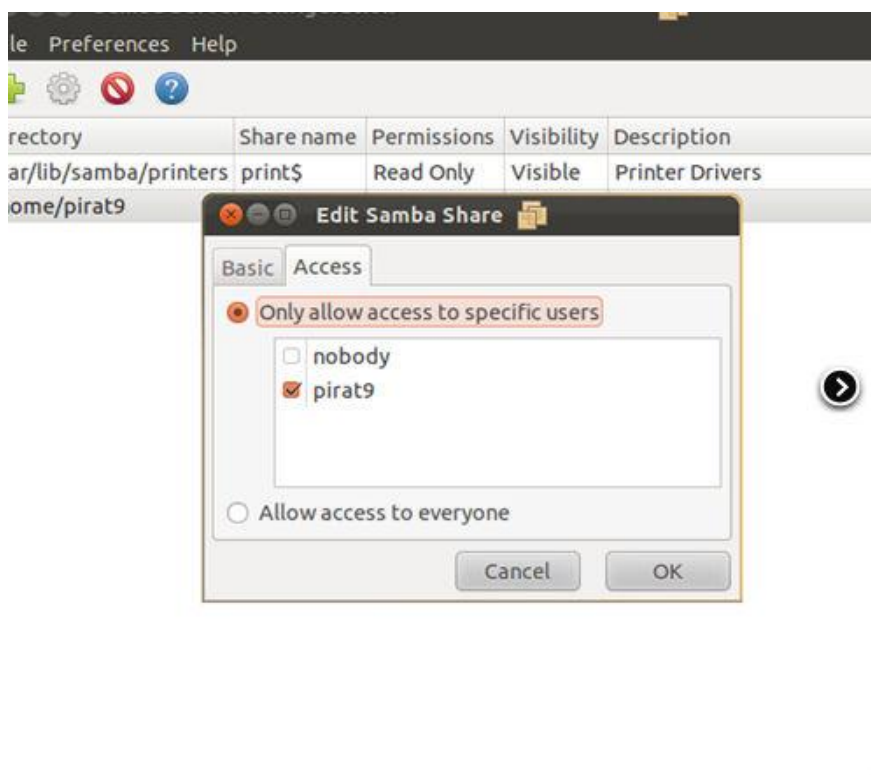 le Preferences Help
rectory Share name Permissions Visibility Description
ar/lib/samba/printers print$ Read Only Visible Printer Drivers
ome/pirat9
Edit Samba Share
Basic Access
Only allow access to specific users
nobody
pirat9
Allow access to everyone
Cancel OK